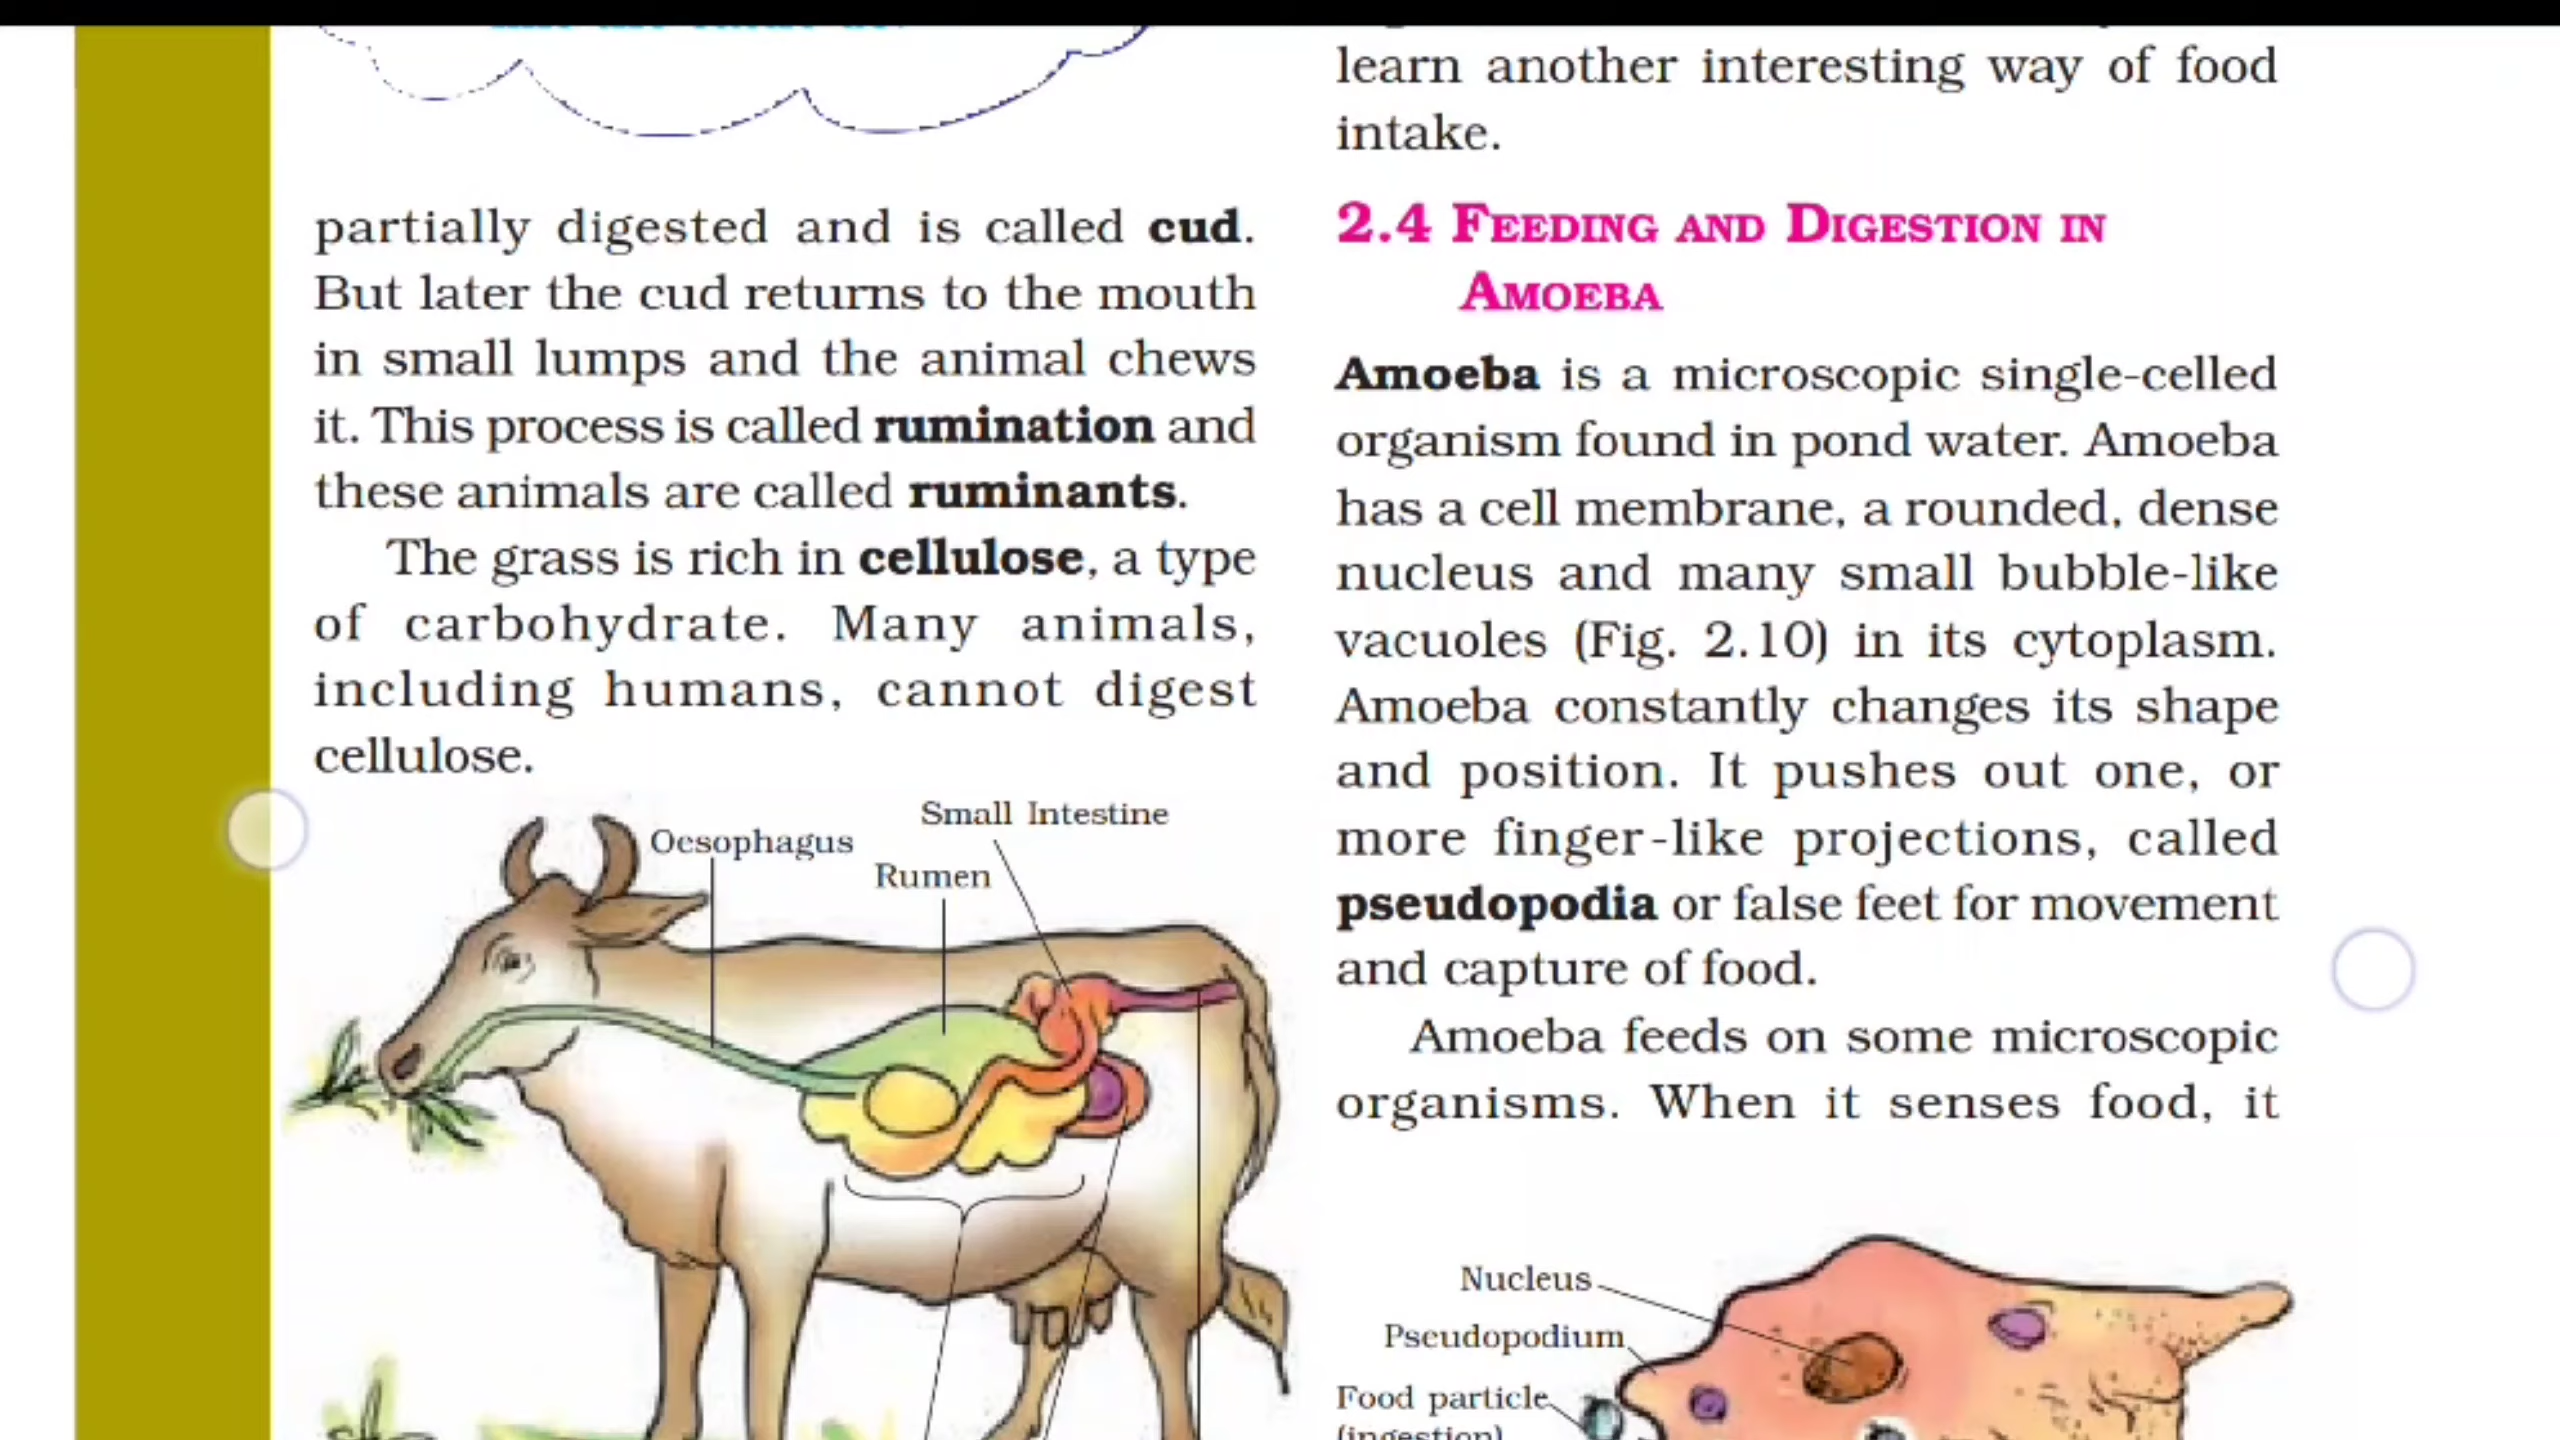 partially digested and is called cud.
But later the cud returns to the mouth
in small lumps and the animal chews
it. This process is called rumination and
these animals are called ruminants.
The grass is rich in cellulose, a type
of carbohydrate. Many animals,
including humans, cannot digest
cellulose.
Oesophagus
Small Intestine
Rumen
learn another interesting way of food
intake.
2.4 FEEDING AND DIGESTION IN
AMOEBA
Amoeba is a microscopic single-celled
organism found in pond water. Amoeba
has a cell membrane, a rounded, dense
nucleus and many small bubble-like
vacuoles (Fig. 2.10) in its cytoplasm.
Amoeba constantly changes its shape
and position. It pushes out one, or
more finger-like projections, called
pseudopodia or false feet for movement
and capture of food.
Amoeba feeds on some microscopic
organisms. When it senses food, it
Nucleus
Pseudopodium
Food particle
(ingestion)